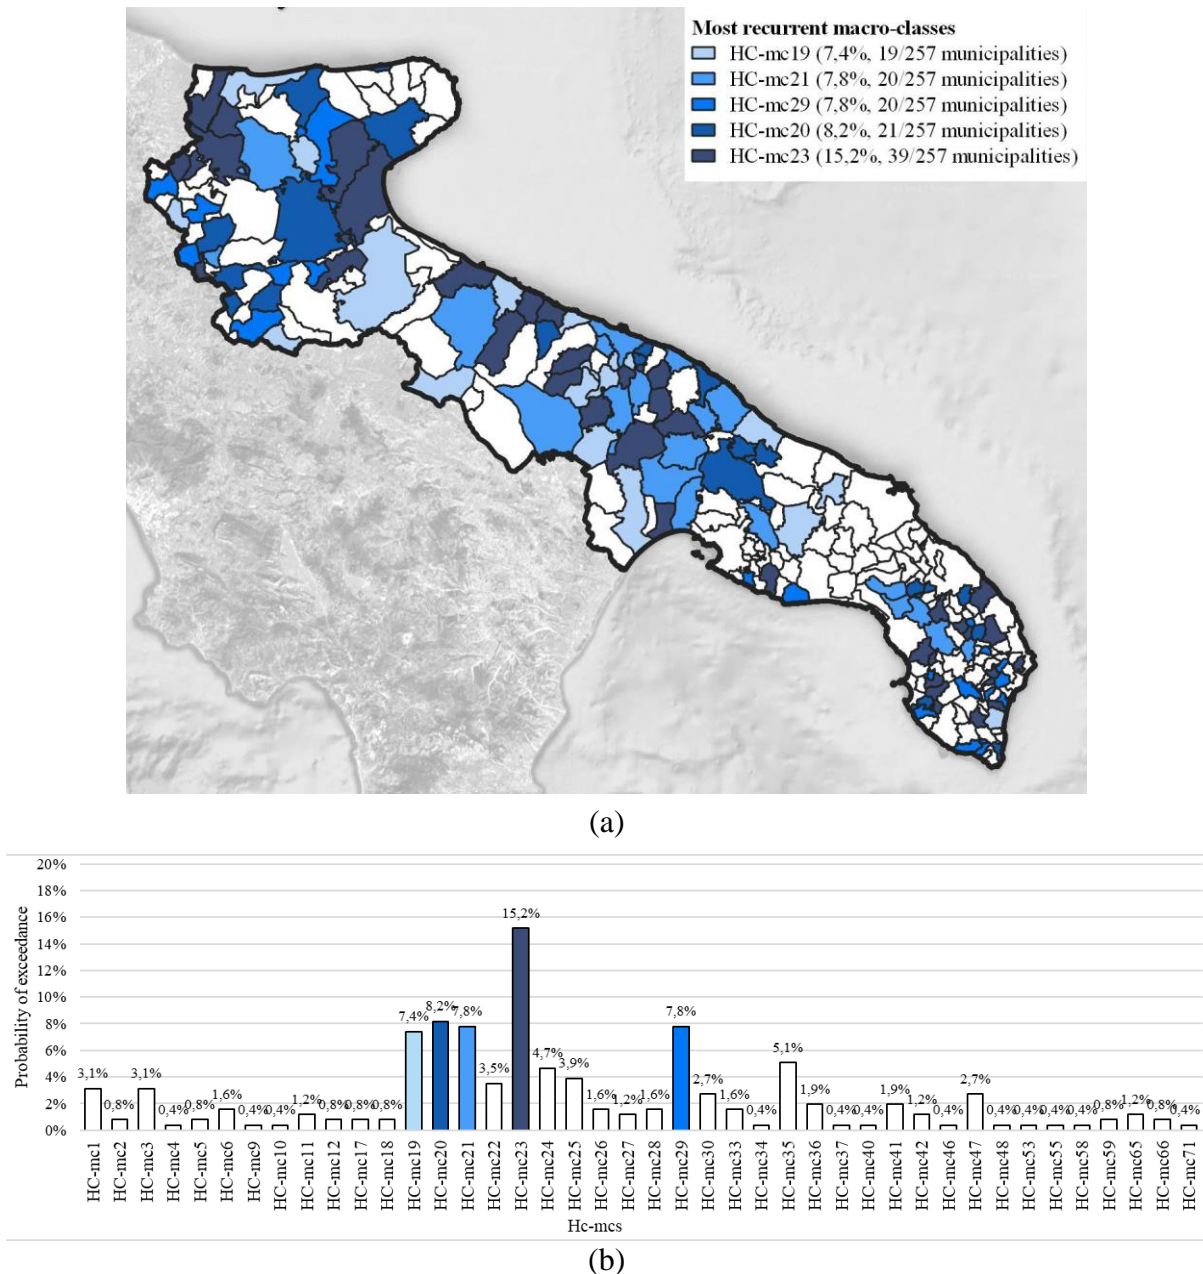 Most recurrent macro-classes
HC-mc19 (7,4%, 19/257 municipalities)
HC-mc21 (7,8%, 20/257 municipalities)
HC-mc29 (7,8%, 20/257 municipalities)
HC-mc20 (8,2%, 21/257 municipalities)
HC-mc23 (15,2%, 39/257 municipalities)
(a)
Probability of exceedance
20%
18%
16%
14%
12%
10%
8%
6%
4%
2%
0%
3,1%
0,8%
3,1%
0,4%
0,8%
1,6%
0,4%
0,4%
1,2%
0,8%
0,8%
0,8%
7,4%
8,2%
7,8%
3,5%
15,2%
4,7%
3,9%
1,6%
1,2%
1,6%
7,8%
2,7%
1,6%
0,4%
5,1%
1,9%
0,4%
0,4%
1,9%
1,2%
0,4%
2,7%
0,4%
0,4%
0,4%
0,4%
0,8%
1,2%
0,8%
0,4%
HC-mc1
HC-mc2
HC-mc3
HC-mc4
HC-mc5
HC-mc6
HC-mc9
HC-mc10
HC-mc11
HC-mc12
HC-mc17
HC-mc18
HC-mc19
HC-mc20
HC-mc21
HC-mc22
HC-mc23
HC-mc24
HC-mc25
HC-mc26
HC-mc27
HC-mc28
HC-mc29
HC-mc30
HC-mc33
HC-mc34
HC-mc35
HC-mc36
HC-mc37
HC-mc40
HC-mc41
HC-mc42
HC-mc46
HC-mc47
HC-mc48
HC-mc53
HC-mc55
HC-mc58
HC-mc59
HC-mc65
HC-mc66
HC-mc71
Hc-mcs
(b)